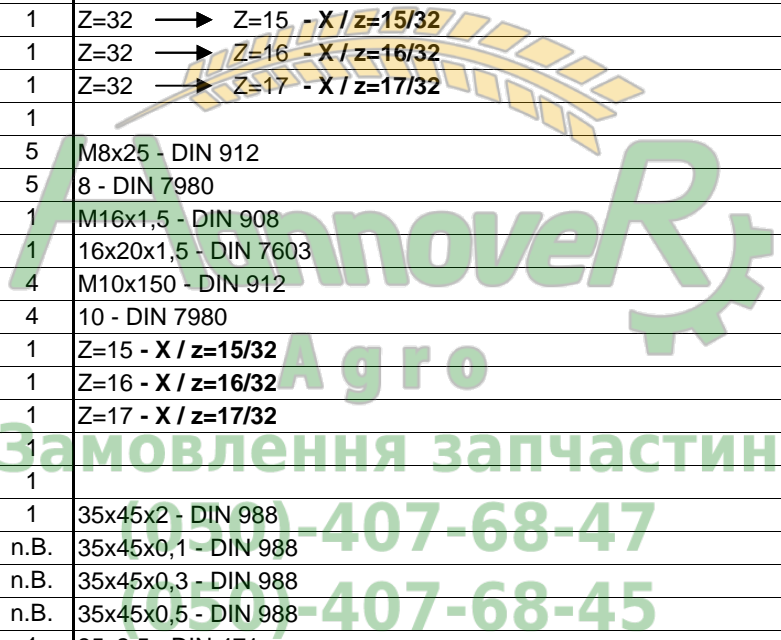 1 Z=32 → Z=15 - X / z=15/32
1 Z=32 → Z=16 - X / z=16/32
1 Z=32 → Z=17 - X / z=17/32
1
5 M8x25 - DIN 912
5 8 - DIN 7980
1 M16x1,5 - DIN 908
1 16x20x1,5 - DIN 7603
4 M10x150 - DIN 912
4 10 - DIN 7980
1 Z=15 - X / z=15/32
1 Z=16 - X / z=16/32
1 Z=17 - X / z=17/32
1
1
1 35x45x2 - DIN 988
n.B. 35x45x0,1 - DIN 988
n.B. 35x45x0,3 - DIN 988
n.B. 35x45x0,5 - DIN 988
HannoveR
Agro
Замовлення запчастин
(050)-407-68-47
(050)-407-68-45